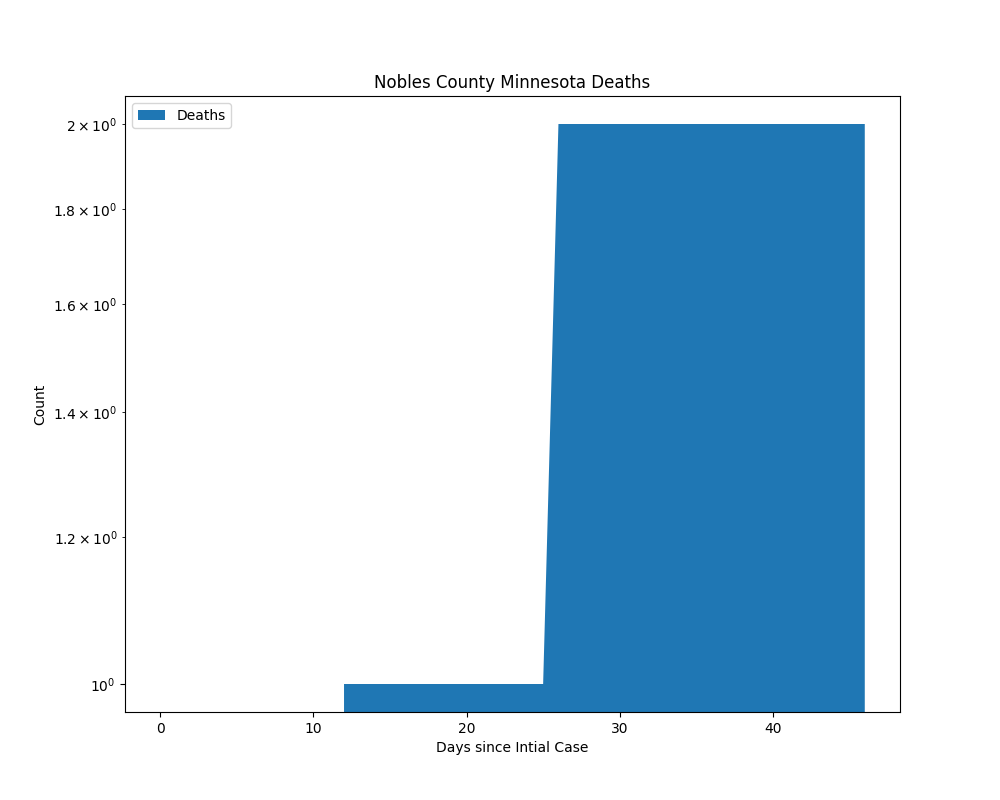 Nobles County Minnesota Deaths
Deaths
2 × 10⁰
1.8 × 10⁰
1.6 × 10⁰
1.4 × 10⁰
1.2 × 10⁰
10⁰
Count
0 10 20 30 40
Days since Intial Case